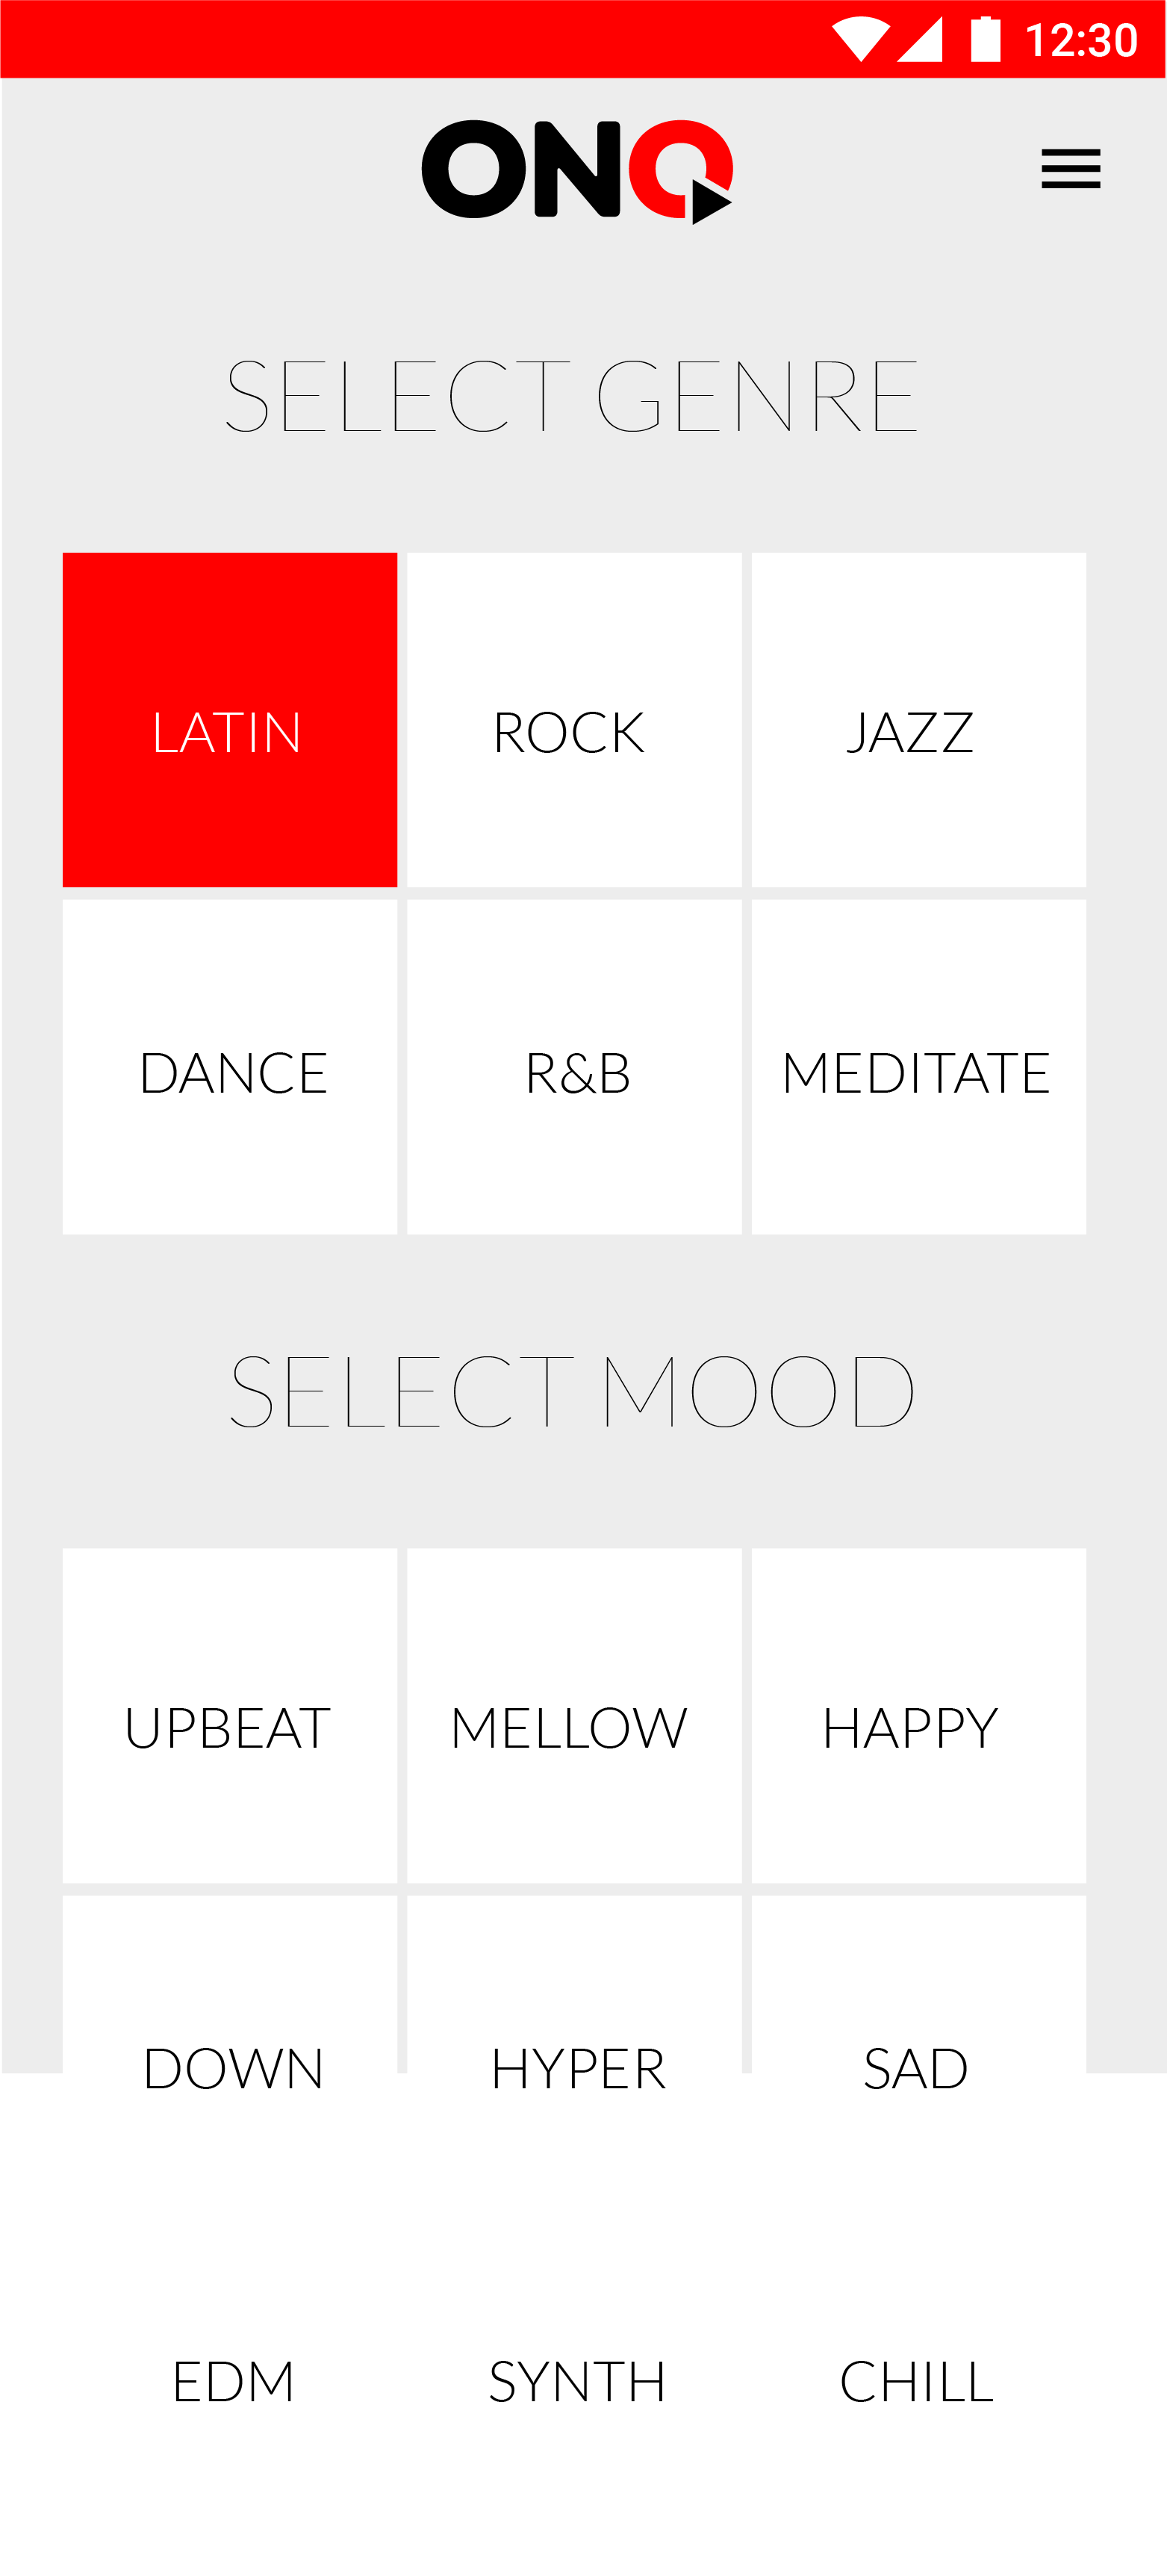 12:30
ONQ
SELECT GENRE
LATIN ROCK JAZZ
DANCE R&B MEDITATE
SELECT MOOD
UPBEAT MELLOW HAPPY
DOWN HYPER SAD
EDM SYNTH CHILL